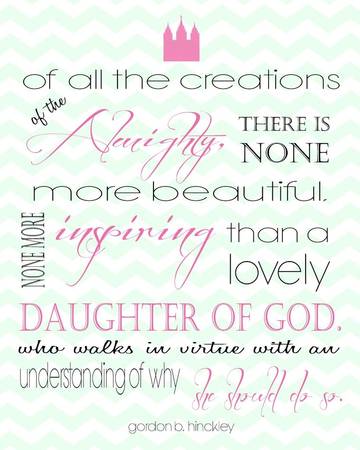 of all the creations
of the Almighty, THERE IS NONE
more beautiful,
NONE MORE inspiring than a lovely
DAUGHTER OF GOD,
who walks in virtue with an
understanding of why she should do so.
gordon b. hinckley